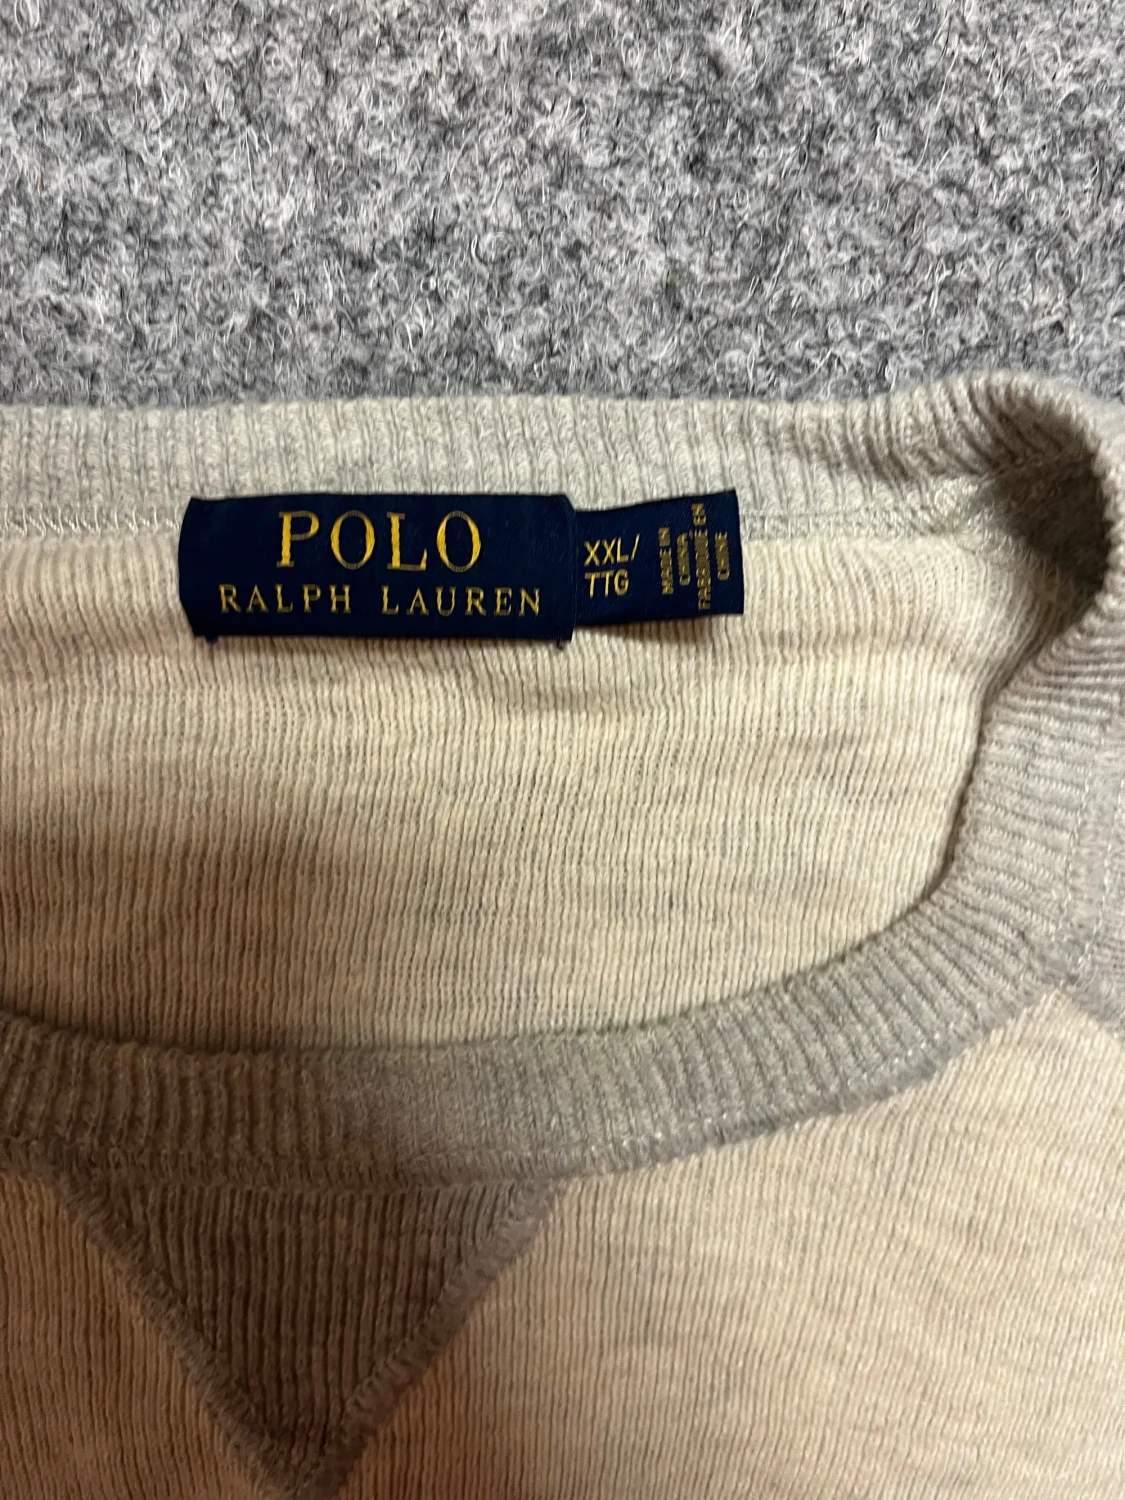 POLO
RALPH LAUREN
XXL/
TTG
MADE IN
CHINA
FABRIQUÉ EN
CHINE